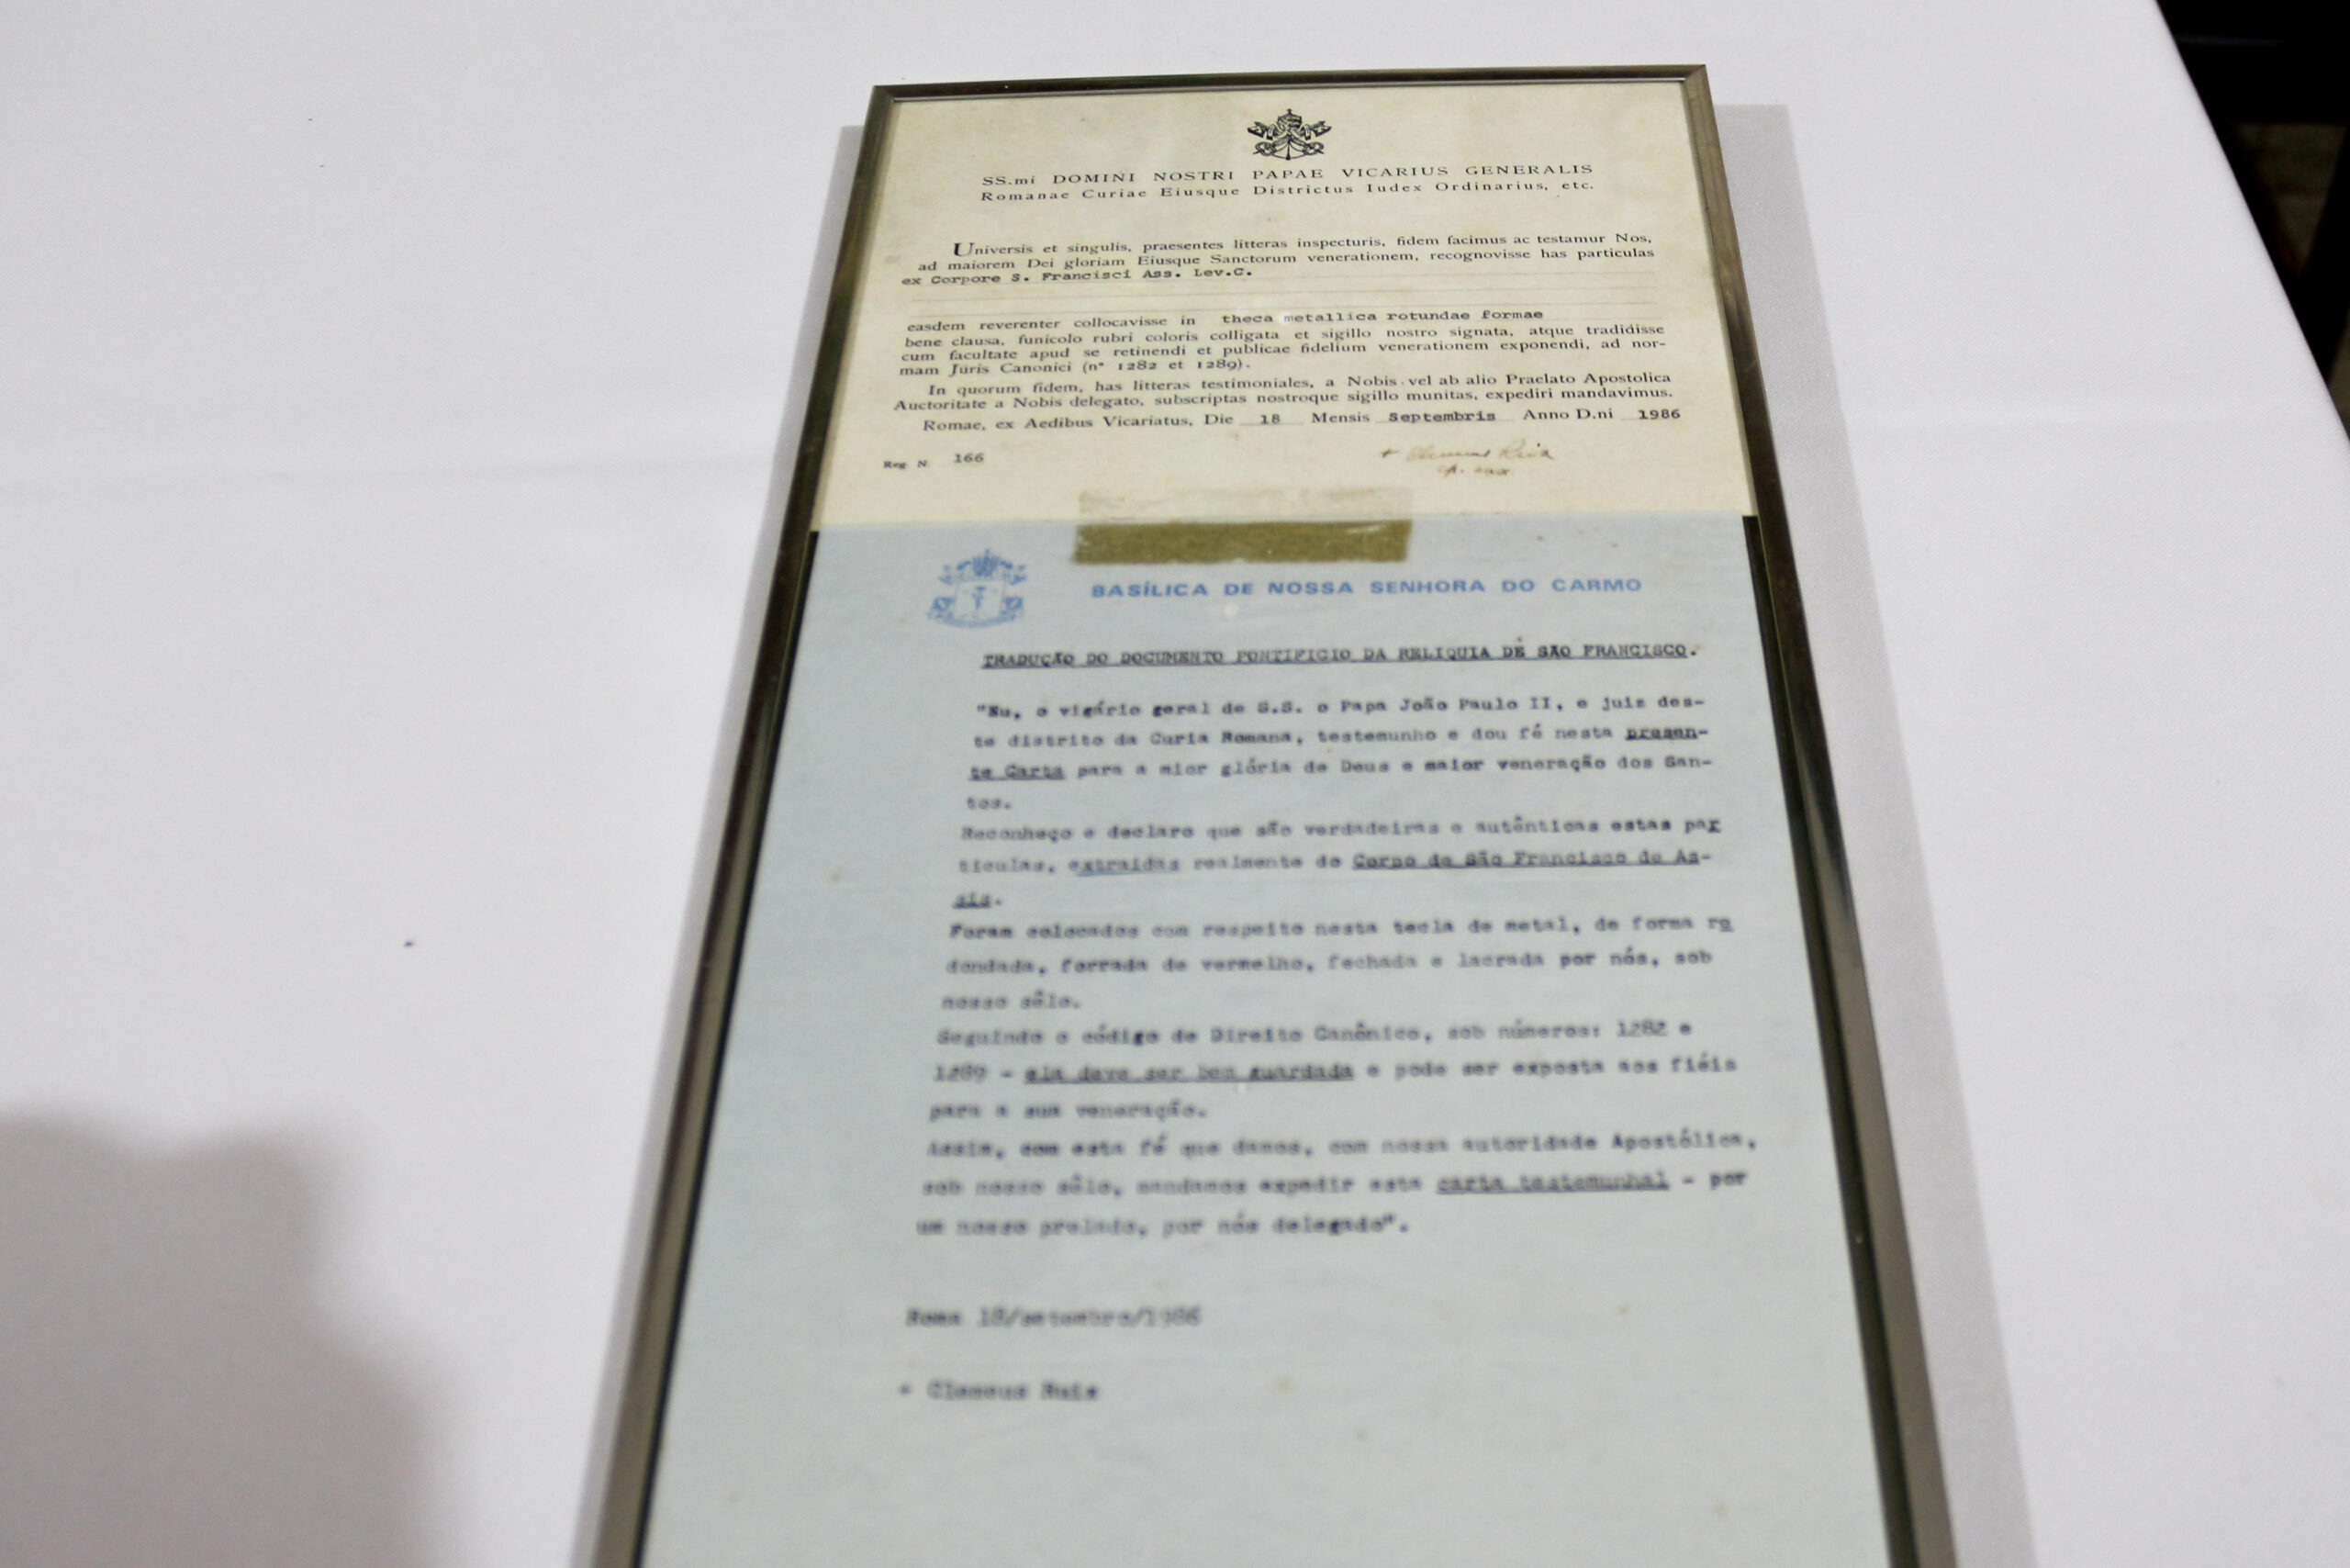 SS.mi DOMINI NOSTRI PAPAE VICARIUS GENERALIS
Romanae Curiae Eiusque Districtus Iudex Ordinarius, etc.
Universis et singulis, praesentes litteras inspecturis, fidem facimus ac testamur Nos,
ad maiorem Dei gloriam Eiusque Sanctorum venerationem, recognovisse has particulas
ex Corpore S. Francisci Ass. Lev.C.
easdem reverenter collocavisse in theca metallica rotundae formae
bene clausa, funicolo rubri coloris colligata et sigillo nostro signata, atque tradidisse
cum facultate apud se retinendi et publicae fidelium venerationem exponendi, ad nor-
mam Juris Canonici (n° 1282 et 1289).
In quorum fidem, has litteras testimoniales, a Nobis vel ab alio Praelato Apostolica
Auctoritate a Nobis delegato, subscriptas nostroque sigillo munitas, expediri mandavimus.
Romae, ex Aedibus Vicariatus, Die 18 Mensis Septembris Anno D.ni 1986
Reg N. 166
BASÍLICA DE NOSSA SENHORA DO CARMO
TRADUÇÃO DO DOCUMENTO PONTIFICIO DA RELIQUIA DE SÃO FRANCISCO.
"Eu, o vigário geral de S.S. o Papa João Paulo II, e juis des-
te distrito da Curia Romana, testemunho e dou fé nesta presen-
te Carta para a mior glória de Deus e maior veneração dos San-
tos.
Reconheço e declaro que são verdadeiras e autênticas estas par
tículas, extraidas realmente do Corpo de São Francisco de As-
sis.
Foram colocados com respeito nesta tecla de metal, de forma ro
dondada, forrada de vermelho, fechada e lacrada por nós, sob
nosso sêlo.
Seguindo o código de Direito Canônico, sob números: 1282 e
1289 - ela deve ser bem guardada e pode ser exposta aos fiéis
para a sua veneração.
Assim, com esta fé que damos, com nossa autoridade Apostólica,
sob nosso sêlo, mandamos expedir esta carta testemunhal - por
um nosso prelado, por nós delegado".
Roma 18/setembro/1986
+ Clemeus Ruis